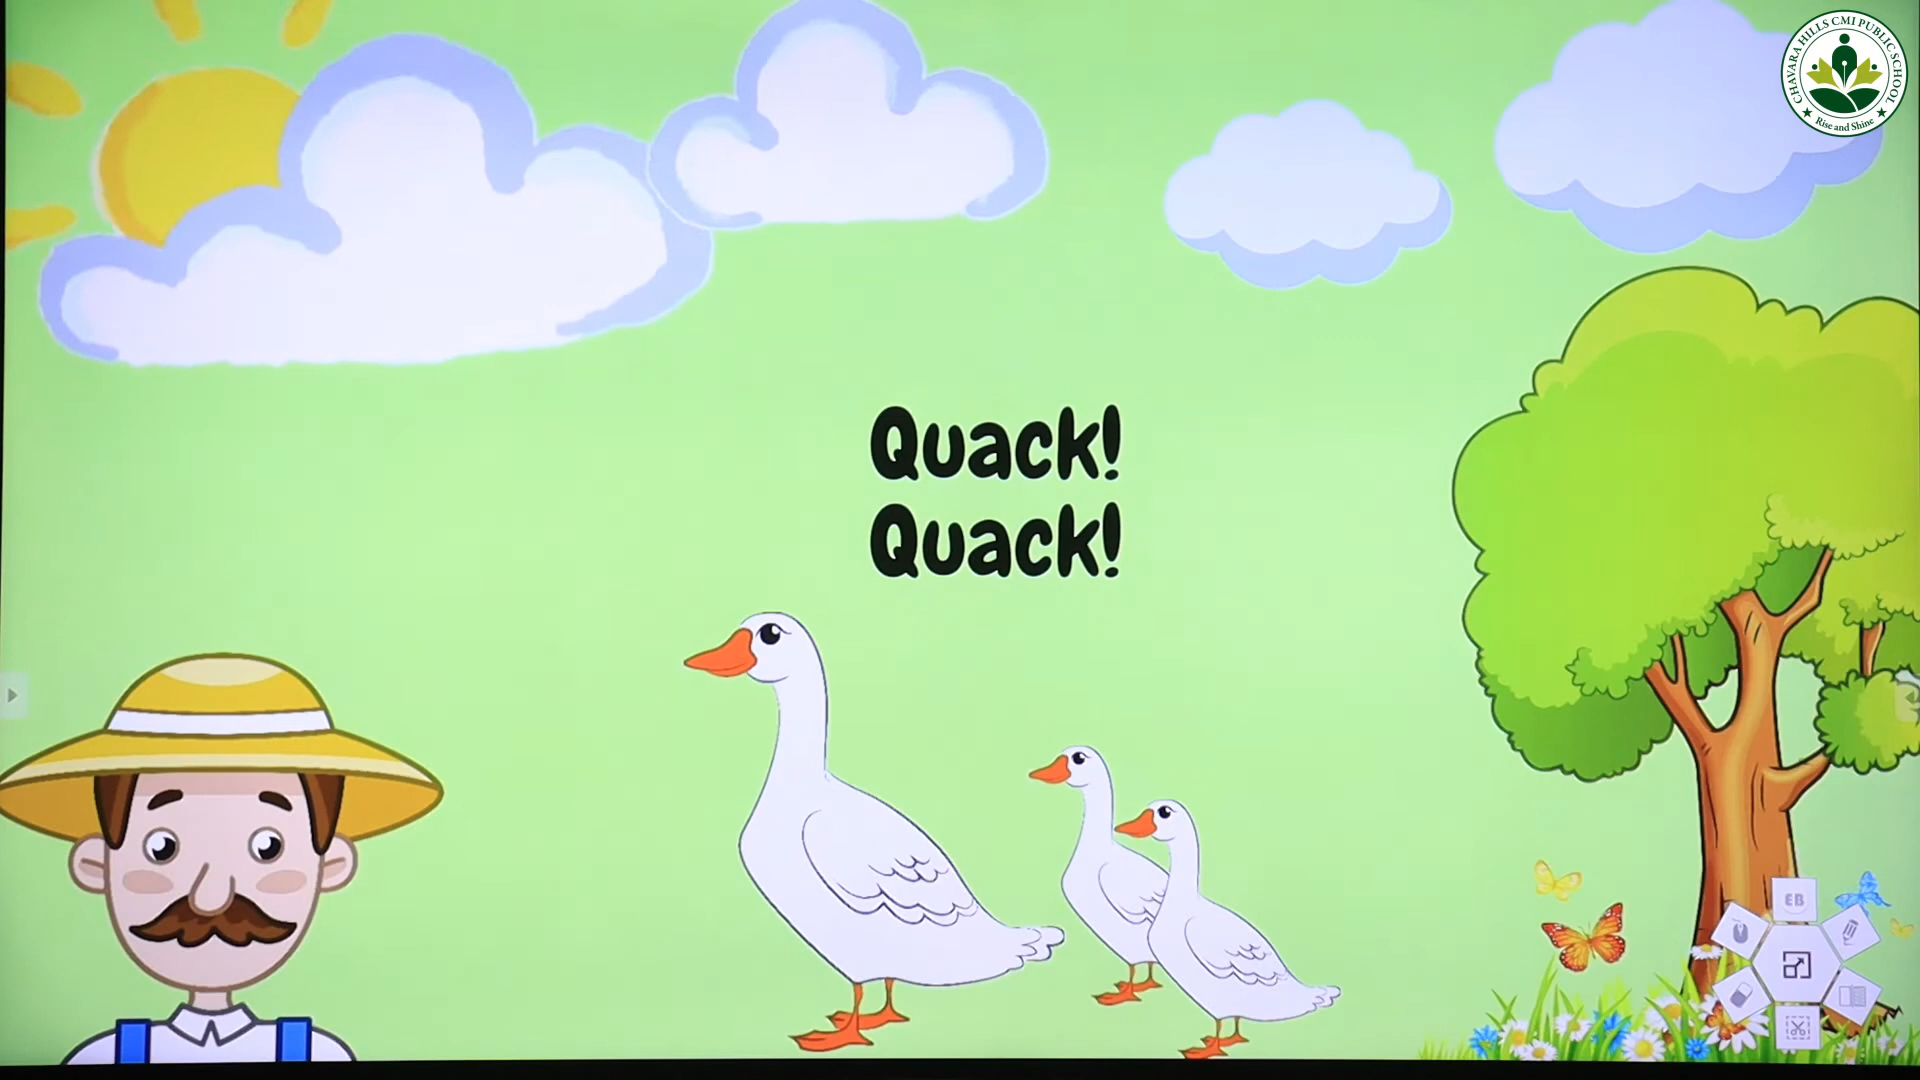 CHAVARA HILLS CMI PUBLIC SCHOOL
Rise and Shine
Quack!
Quack!
EB